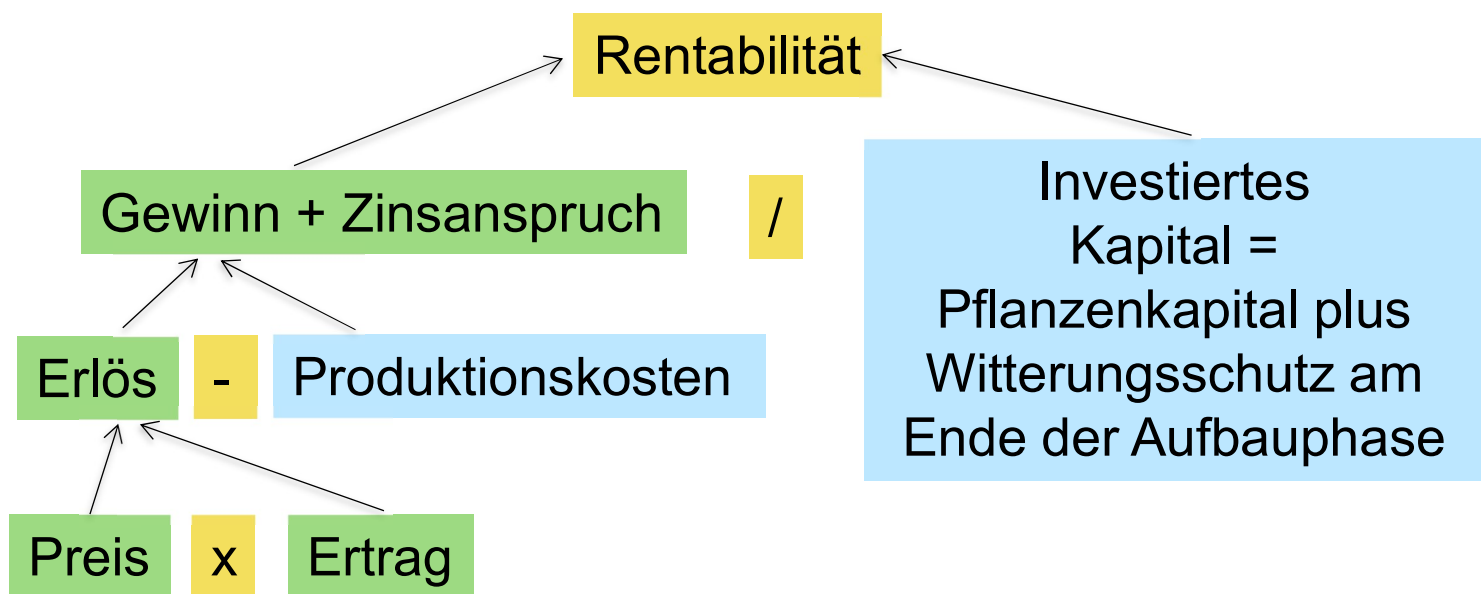 Rentabilität
Gewinn + Zinsanspruch
/
Investiertes
Kapital =
Pflanzenkapital plus
Witterungsschutz am
Ende der Aufbauphase
Erlös - Produktionskosten
Preis x Ertrag